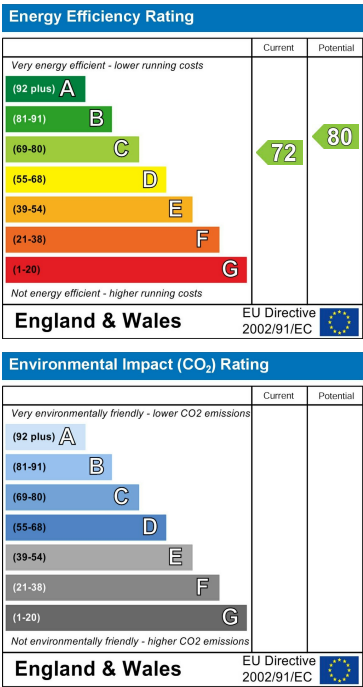 Energy Efficiency Rating
Current Potential
Very energy efficient - lower running costs
(92 plus) A
(81-91) B
(69-80) C
72
80
(55-68) D
(39-54) E
(21-38) F
(1-20) G
Not energy efficient - higher running costs
England & Wales
EU Directive
2002/91/EC
Environmental Impact (CO₂) Rating
Current Potential
Very environmentally friendly - lower CO2 emissions
(92 plus) A
(81-91) B
(69-80) C
(55-68) D
(39-54) E
(21-38) F
(1-20) G
Not environmentally friendly - higher CO2 emissions
England & Wales
EU Directive
2002/91/EC